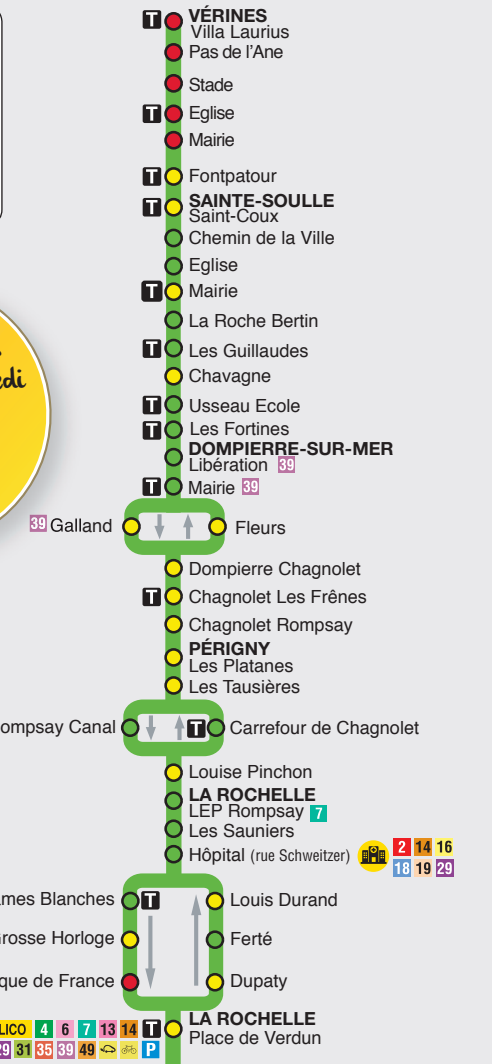 T VÉRINES
Villa Laurius
Pas de l'Ane
Stade
T Eglise
Mairie
T Fontpatour
T SAINTE-SOULLE
Saint-Coux
Chemin de la Ville
Eglise
T Mairie
La Roche Bertin
T Les Guillaudes
Chavagne
T Usseau Ecole
T Les Fortines
DOMPIERRE-SUR-MER
Libération 39
T Mairie 39
39 Galland Fleurs
Dompierre Chagnolet
T Chagnolet Les Frênes
Chagnolet Rompsay
PÉRIGNY
Les Platanes
Les Tausières
Canal T Carrefour de Chagnolet
Louise Pinchon
LA ROCHELLE
LEP Rompsay 7
Les Sauniers
Hôpital (rue Schweitzer) 2 14 16
18 19 29
Blanches T Louis Durand
Horloge Ferté
de France Dupaty
LA ROCHELLE
4 6 7 13 14 T Place de Verdun
29 31 35 39 49 P